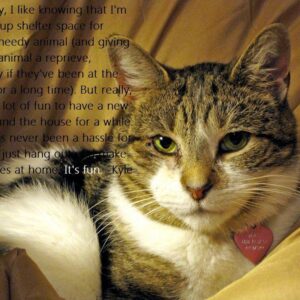 y, I like knowing that I'm
up shelter space for
needy animal (and giving
animal a reprieve,
y if they've been at the
or a long time). But really,
lot of fun to have a new
und the house for a while.
s never been a hassle for
just hang ou
es at home. It's fun. Kyle